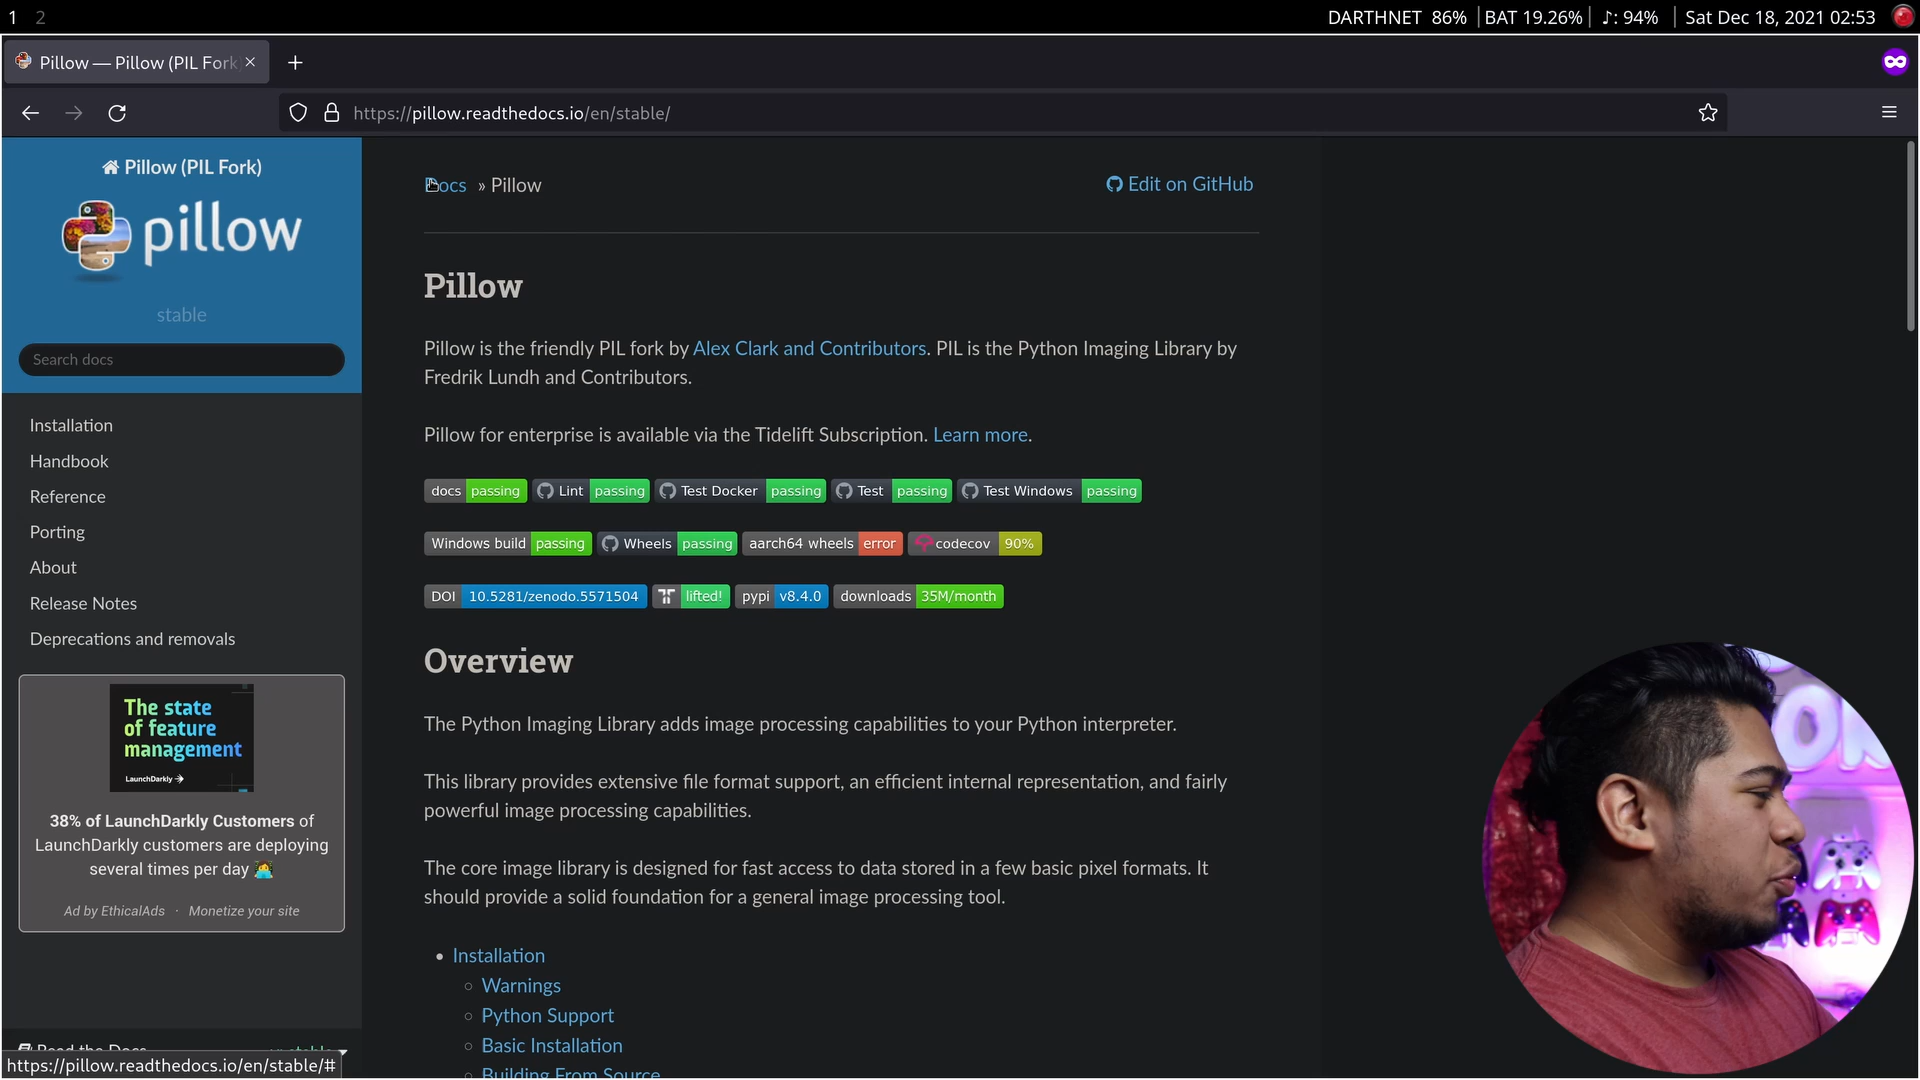 1 2
DARTHNET 86% | BAT 19.26% | ♪: 94% | Sat Dec 18, 2021 02:53
Pillow — Pillow (PIL Fork
https://pillow.readthedocs.io/en/stable/
Pillow (PIL Fork)
pillow
stable
Search docs
Installation
Handbook
Reference
Porting
About
Release Notes
Deprecations and removals
The state
of feature
management
LaunchDarkly
38% of LaunchDarkly Customers of
LaunchDarkly customers are deploying
several times per day
Ad by EthicalAds · Monetize your site
Read the Docs
https://pillow.readthedocs.io/en/stable/#
Docs » Pillow
Edit on GitHub
Pillow
Pillow is the friendly PIL fork by Alex Clark and Contributors. PIL is the Python Imaging Library by
Fredrik Lundh and Contributors.
Pillow for enterprise is available via the Tidelift Subscription. Learn more.
docs passing Lint passing Test Docker passing Test passing Test Windows passing
Windows build passing Wheels passing aarch64 wheels error codecov 90%
DOI 10.5281/zenodo.5571504 lifted! pypi v8.4.0 downloads 35M/month
Overview
The Python Imaging Library adds image processing capabilities to your Python interpreter.
This library provides extensive file format support, an efficient internal representation, and fairly
powerful image processing capabilities.
The core image library is designed for fast access to data stored in a few basic pixel formats. It
should provide a solid foundation for a general image processing tool.
• Installation
◦ Warnings
◦ Python Support
◦ Basic Installation
◦ Building From Source